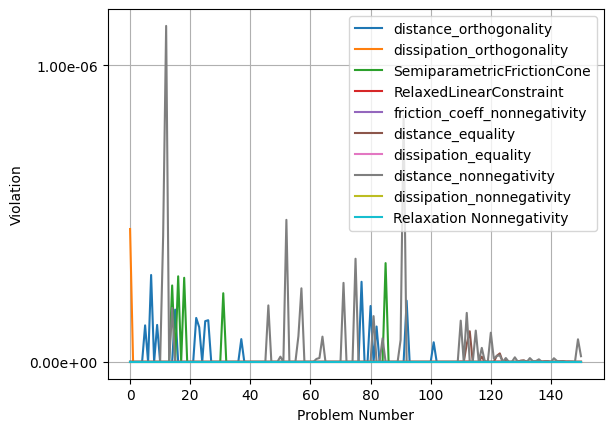 distance_orthogonality
dissipation_orthogonality
SemiparametricFrictionCone
RelaxedLinearConstraint
friction_coeff_nonnegativity
distance_equality
dissipation_equality
distance_nonnegativity
dissipation_nonnegativity
Relaxation Nonnegativity
1.00e-06
Violation
0.00e+00
0 20 40 60 80 100 120 140
Problem Number